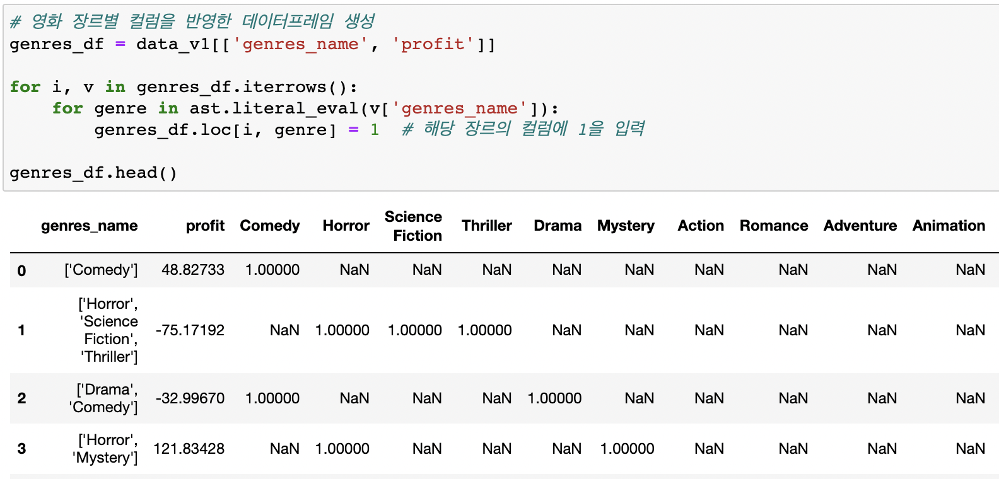 # 영화 장르별 컬럼을 반영한 데이터프레임 생성
genres_df = data_v1[['genres_name', 'profit']]
for i, v in genres_df.iterrows():
    for genre in ast.literal_eval(v['genres_name']):
        genres_df.loc[i, genre] = 1  # 해당 장르의 컬럼에 1을 입력
genres_df.head()
genres_name profit Comedy Horror Science Fiction Thriller Drama Mystery Action Romance Adventure Animation
0 ['Comedy'] 48.82733 1.00000 NaN NaN NaN NaN NaN NaN NaN NaN NaN
1 ['Horror', 'Science Fiction', 'Thriller'] -75.17192 NaN 1.00000 1.00000 1.00000 NaN NaN NaN NaN NaN NaN
2 ['Drama', 'Comedy'] -32.99670 1.00000 NaN NaN NaN 1.00000 NaN NaN NaN NaN NaN
3 ['Horror', 'Mystery'] 121.83428 NaN 1.00000 NaN NaN NaN 1.00000 NaN NaN NaN NaN